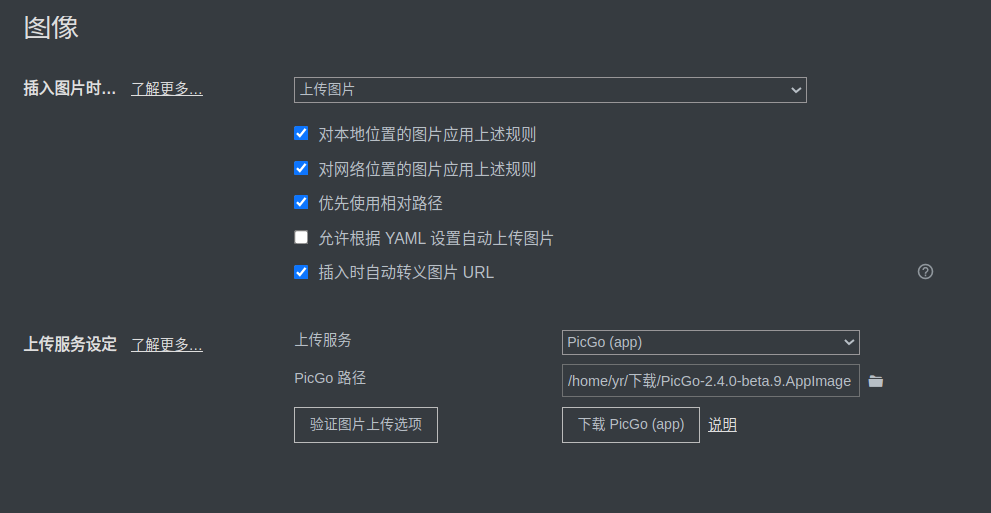 图像
插入图片时... 了解更多... 上传图片
对本地位置的图片应用上述规则
对网络位置的图片应用上述规则
优先使用相对路径
允许根据 YAML 设置自动上传图片
插入时自动转义图片 URL ?
上传服务设定 了解更多... 上传服务 PicGo (app)
PicGo 路径 /home/yr/下载/PicGo-2.4.0-beta.9.AppImage
验证图片上传选项 下载 PicGo (app) 说明